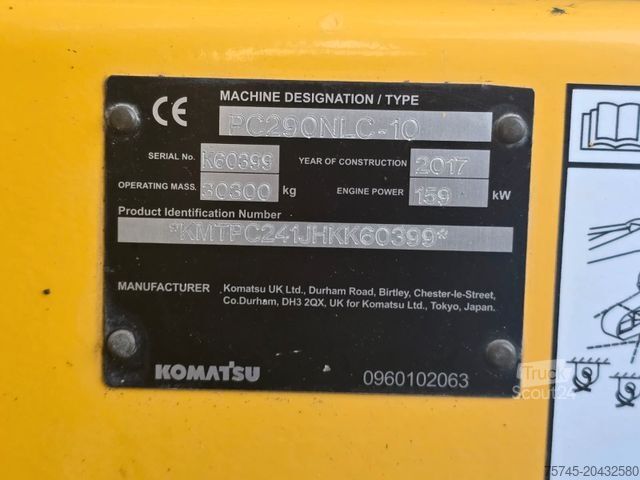 CE
MACHINE DESIGNATION / TYPE
PC290NLC-10
SERIAL No. K60399 YEAR OF CONSTRUCTION 2017
OPERATING MASS. 30300 kg ENGINE POWER 159 kW
Product Identification Number
*KMTPC241JHKK60399*
MANUFACTURER Komatsu UK Ltd., Durham Road, Birtley, Chester-le-Street,
Co.Durham, DH3 2QX, UK for Komatsu Ltd., Tokyo, Japan.
KOMATSU 0960102063
Truck
Scout24
75745-20432580